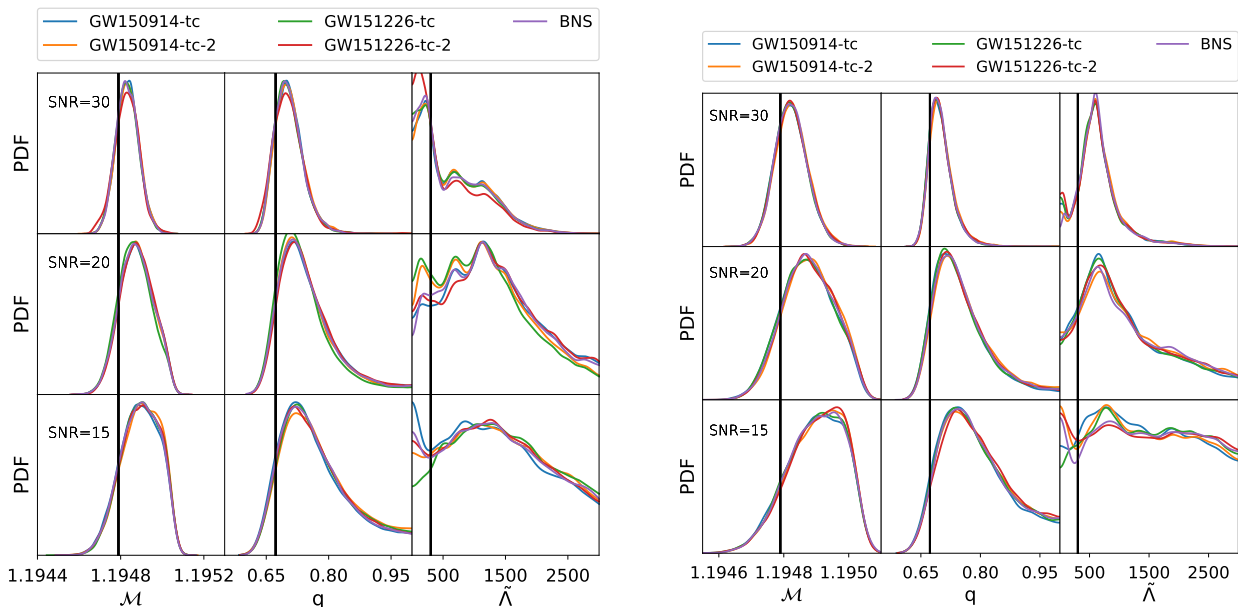 GW150914-tc GW151226-tc BNS
GW150914-tc-2 GW151226-tc-2
SNR=30
PDF
SNR=20
PDF
SNR=15
PDF
1.1944 1.1948 1.1952 0.65 0.80 0.95 500 1500 2500
ℳ q Λ̃
GW150914-tc GW151226-tc BNS
GW150914-tc-2 GW151226-tc-2
SNR=30
PDF
SNR=20
PDF
SNR=15
PDF
1.1946 1.1948 1.1950 0.65 0.80 0.95 500 1500 2500
ℳ q Λ̃